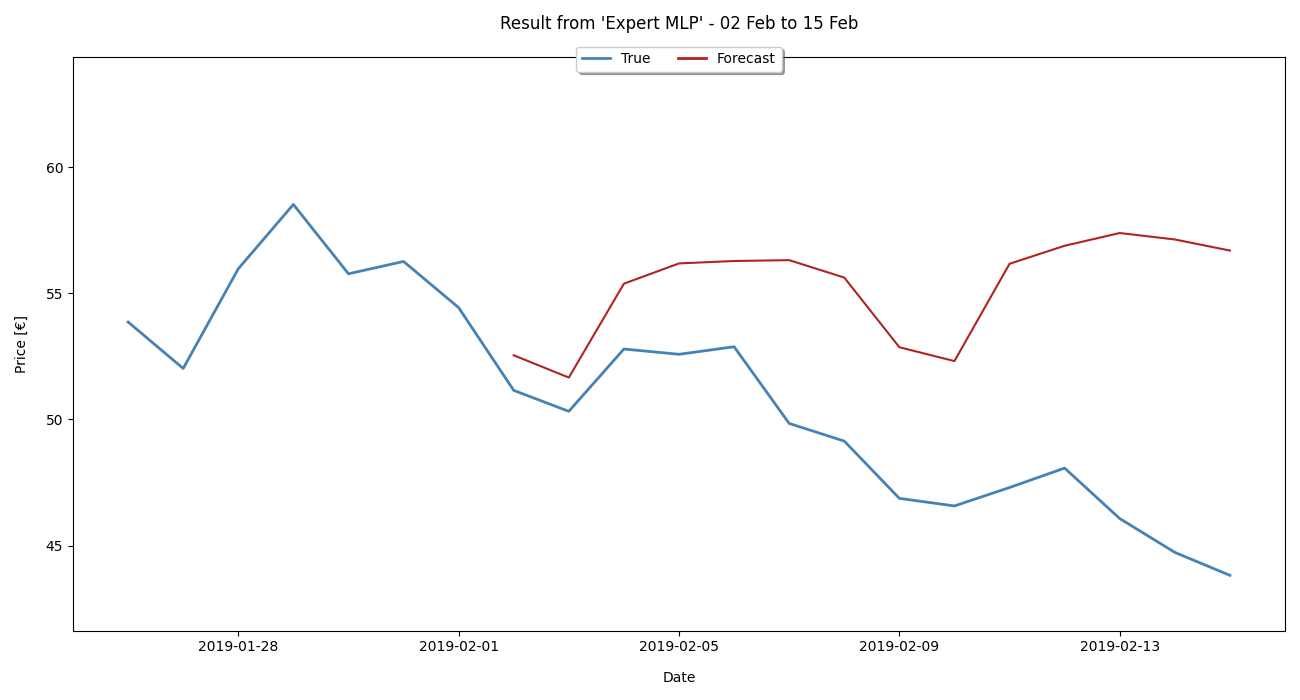 Result from 'Expert MLP' - 02 Feb to 15 Feb
True Forecast
60
55
50
45
Price [€]
2019-01-28 2019-02-01 2019-02-05 2019-02-09 2019-02-13
Date